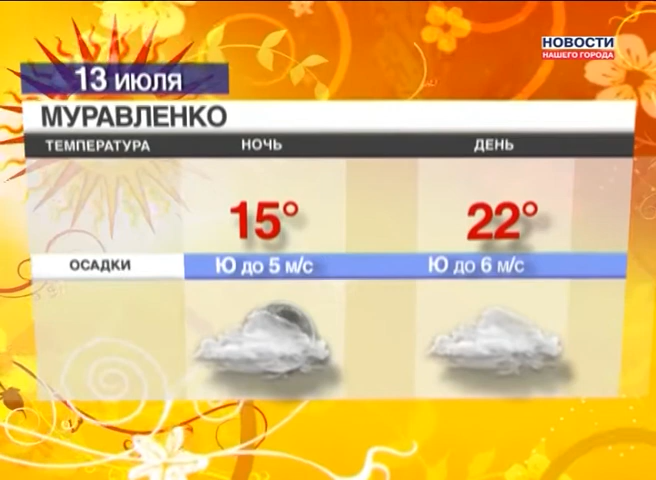 НОВОСТИ
НАШЕГО ГОРОДА
13 ИЮЛЯ
МУРАВЛЕНКО
ТЕМПЕРАТУРА НОЧЬ ДЕНЬ
15° 22°
ОСАДКИ Ю ДО 5 М/С Ю ДО 6 М/С